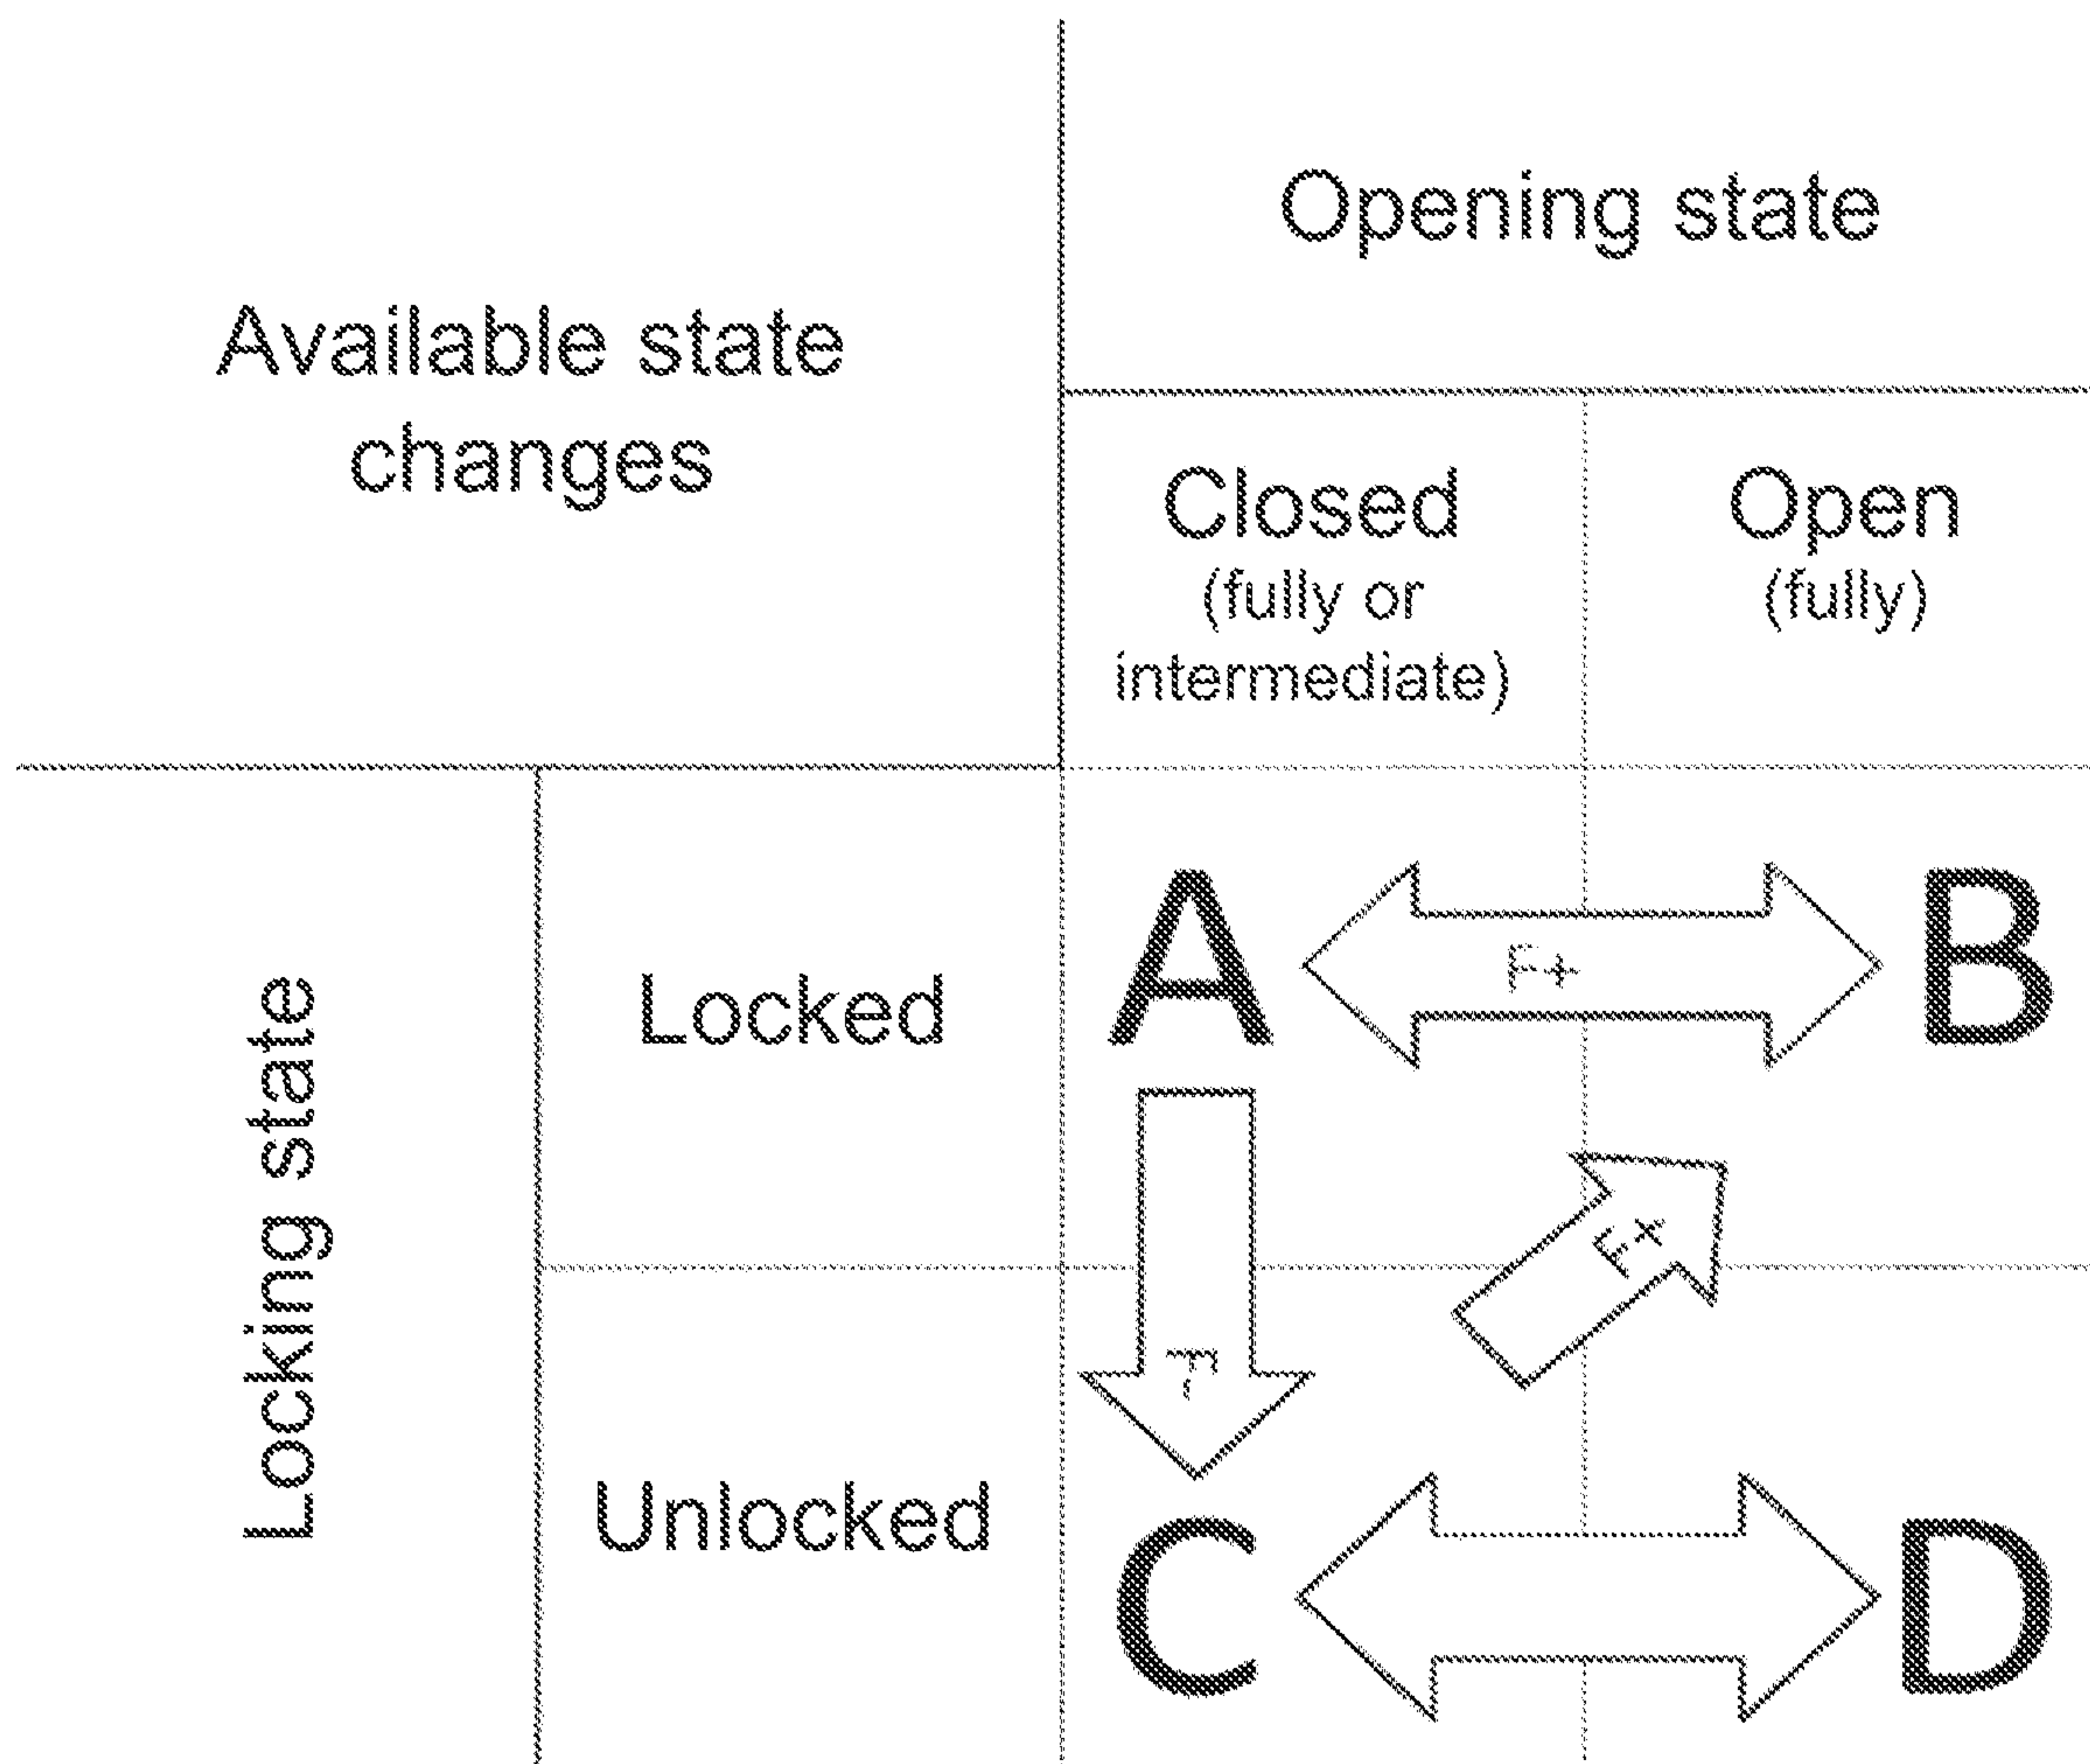 Opening state
Available state
changes
Closed
(fully or
intermediate)
Open
(fully)
Locking state
Locked
A
F+
B
F+
F-
Unlocked
C
D